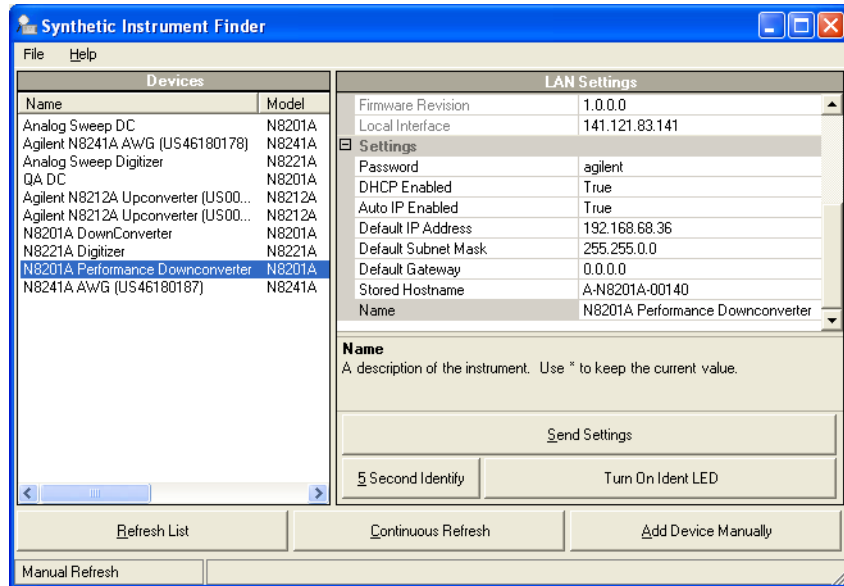 Synthetic Instrument Finder
File Help
Devices
Name Model
Analog Sweep DC N8201A
Agilent N8241A AWG (US46180178) N8241A
Analog Sweep Digitizer N8221A
QA DC N8201A
Agilent N8212A Upconverter (US00... N8212A
Agilent N8212A Upconverter (US00... N8212A
N8201A DownConverter N8201A
N8221A Digitizer N8221A
N8201A Performance Downconverter N8201A
N8241A AWG (US46180187) N8241A
LAN Settings
Firmware Revision 1.0.0.0
Local Interface 141.121.83.141
Settings
Password agilent
DHCP Enabled True
Auto IP Enabled True
Default IP Address 192.168.68.36
Default Subnet Mask 255.255.0.0
Default Gateway 0.0.0.0
Stored Hostname A-N8201A-00140
Name N8201A Performance Downconverter
Name
A description of the instrument. Use * to keep the current value.
Send Settings
5 Second Identify Turn On Ident LED
Refresh List Continuous Refresh Add Device Manually
Manual Refresh